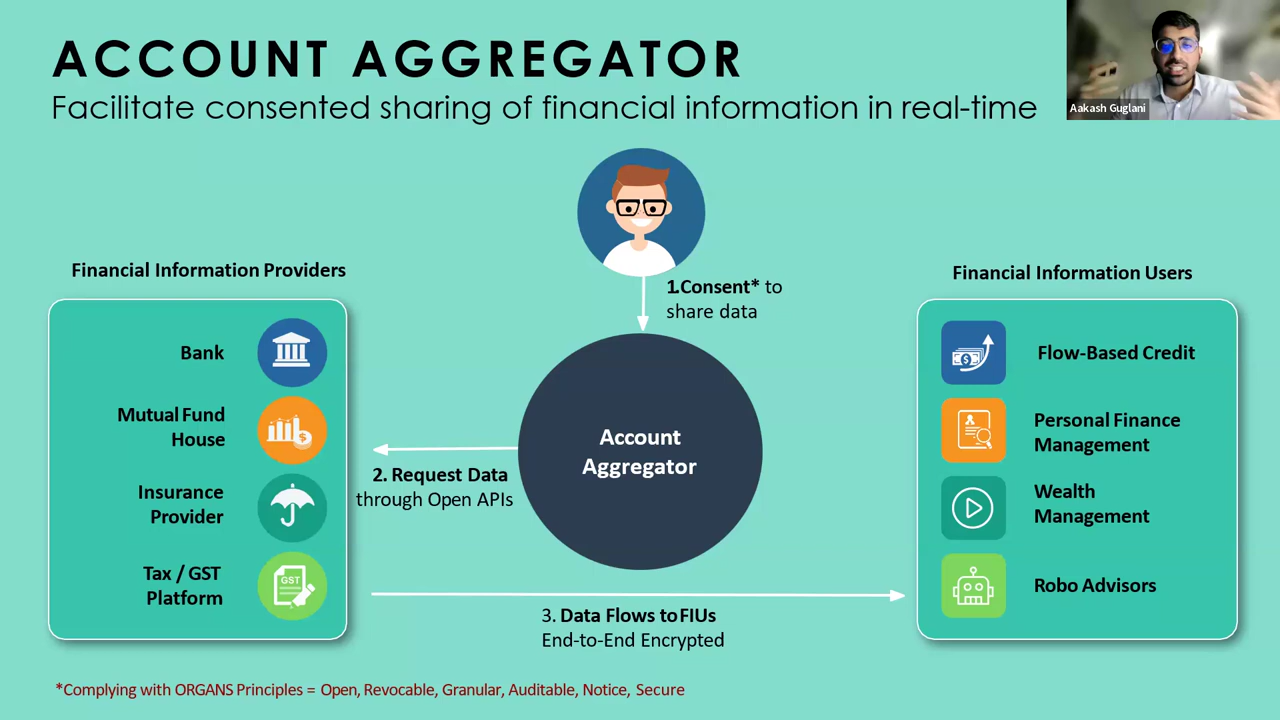 ACCOUNT AGGREGATOR
Facilitate consented sharing of financial information in real-time
Aakash Guglani
Financial Information Providers
Bank
Mutual Fund
House
Insurance
Provider
Tax / GST
Platform
GST
1.Consent* to
share data
Account
Aggregator
2. Request Data
through Open APIs
3. Data Flows to FIUs
End-to-End Encrypted
Financial Information Users
Flow-Based Credit
Personal Finance
Management
Wealth
Management
Robo Advisors
*Complying with ORGANS Principles = Open, Revocable, Granular, Auditable, Notice, Secure